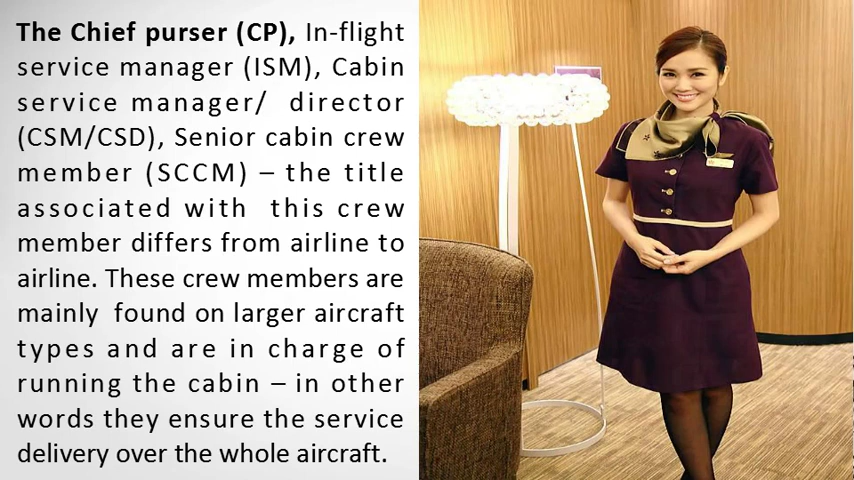 The Chief purser (CP), In-flight
service manager (ISM), Cabin
service manager/ director
(CSM/CSD), Senior cabin crew
member (SCCM) – the title
associated with this crew
member differs from airline to
airline. These crew members are
mainly found on larger aircraft
types and are in charge of
running the cabin – in other
words they ensure the service
delivery over the whole aircraft.